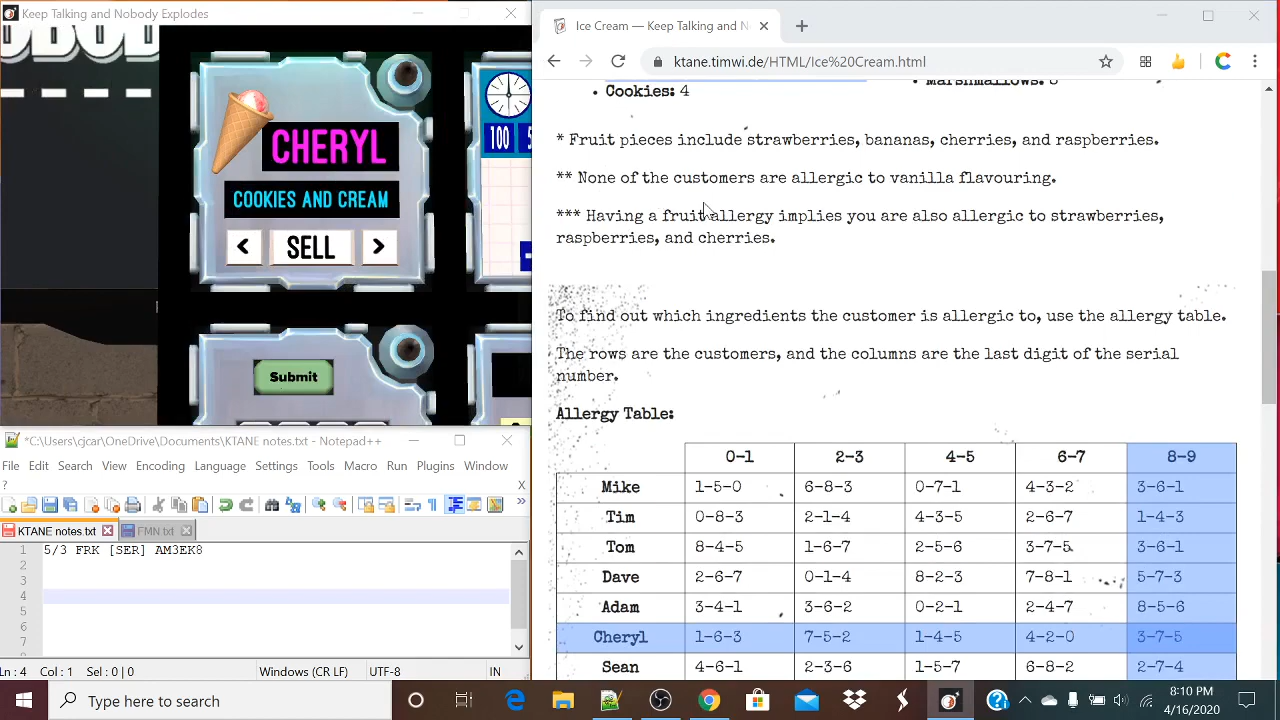 Keep Talking and Nobody Explodes
OBOD
CHERYL
COOKIES AND CREAM
< SELL >
100
Submit
Ice Cream — Keep Talking and N
ktane.timwi.de/HTML/Ice%20Cream.html
• Cookies: 4
• Marshmallows: 8
* Fruit pieces include strawberries, bananas, cherries, and raspberries.
** None of the customers are allergic to vanilla flavouring.
*** Having a fruit allergy implies you are also allergic to strawberries,
raspberries, and cherries.
To find out which ingredients the customer is allergic to, use the allergy table.
The rows are the customers, and the columns are the last digit of the serial
number.
Allergy Table:
0-1 2-3 4-5 6-7 8-9
Mike 1-5-0 6-8-3 0-7-1 4-3-2 3-6-1
Tim 0-8-3 2-1-4 4-3-5 2-6-7 1-4-3
Tom 8-4-5 1-6-7 2-5-6 3-7-5 3-6-1
Dave 2-6-7 0-1-4 8-2-3 7-8-1 5-7-3
Adam 3-4-1 3-6-2 0-2-1 2-4-7 8-5-6
Cheryl 1-6-3 7-5-2 1-4-5 4-2-0 3-7-5
Sean 4-6-1 2-3-6 1-5-7 6-8-2 2-7-4
*C:\Users\cjcar\OneDrive\Documents\KTANE notes.txt - Notepad++
File Edit Search View Encoding Language Settings Tools Macro Run Plugins Window
? X
KTANE notes.txt FMN txt
1 5/3 FRK [SER] AM3EK8
2
3
4
5
6
7
Ln : 4 Col : 1 Sel : 0 | 0 Windows (CR LF) UTF-8 IN
Type here to search
8:10 PM
4/16/2020